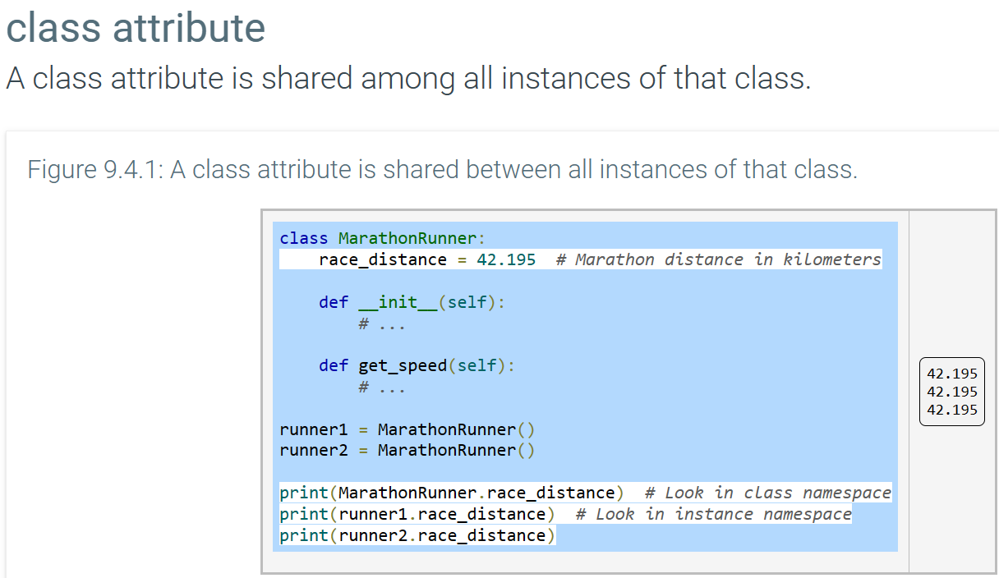 class attribute
A class attribute is shared among all instances of that class.
Figure 9.4.1: A class attribute is shared between all instances of that class.
class MarathonRunner:
    race_distance = 42.195  # Marathon distance in kilometers

    def __init__(self):
        # ...

    def get_speed(self):
        # ...

runner1 = MarathonRunner()
runner2 = MarathonRunner()

print(MarathonRunner.race_distance)  # Look in class namespace
print(runner1.race_distance)  # Look in instance namespace
print(runner2.race_distance)
42.195
42.195
42.195